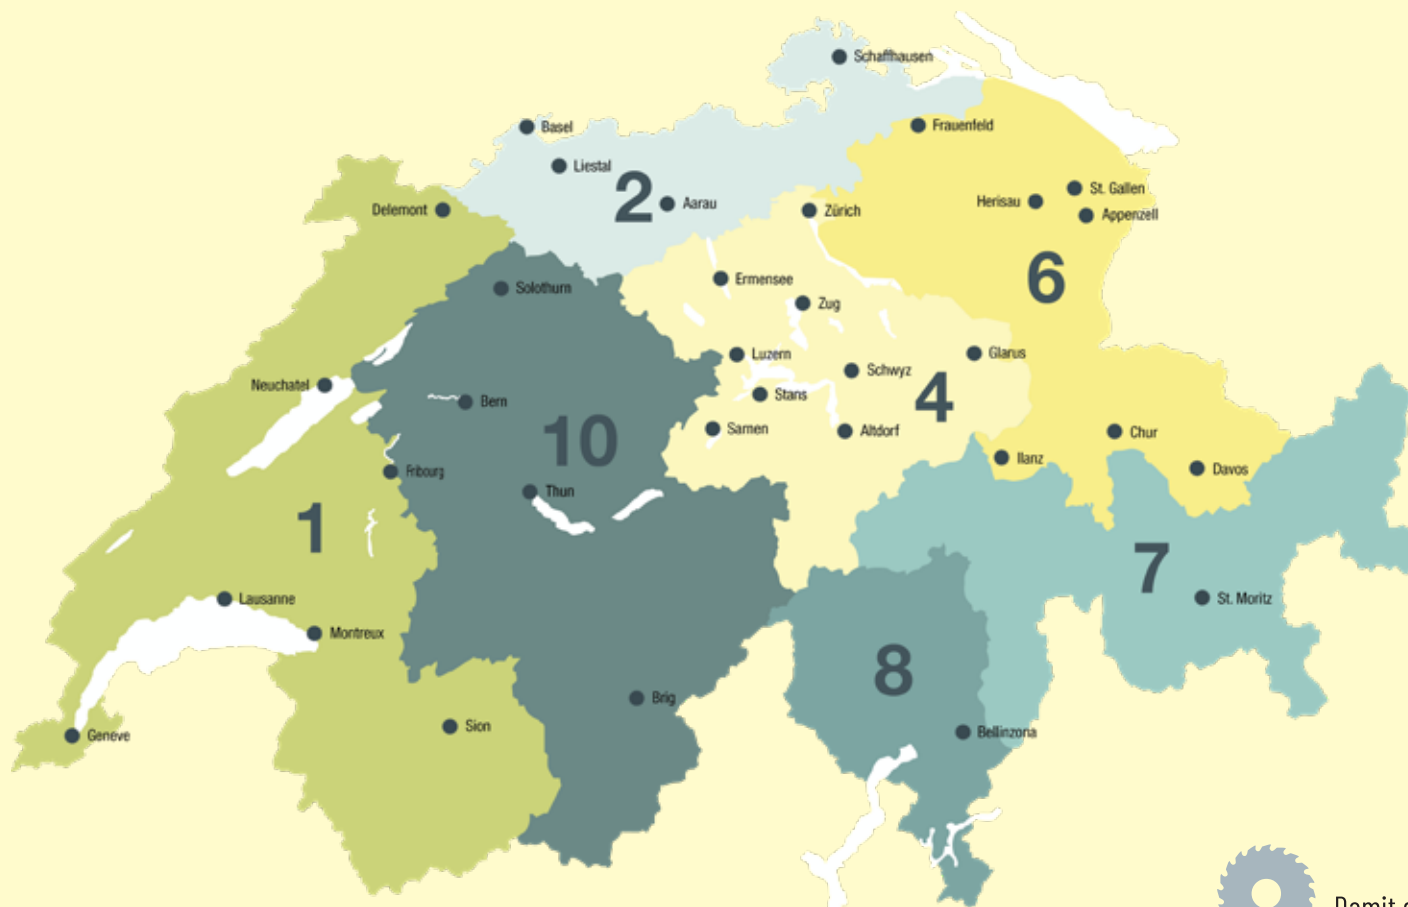 Schaffhausen
Basel
Frauenfeld
Liestal
2
Aarau
St. Gallen
Herisau
Appenzell
Delemont
Zürich
6
Ermensee
Solothurn
Zug
Luzern
Glarus
Schwyz
4
Neuchatel
Stans
Bern
10
Sarnen
Altdorf
Chur
Ilanz
Davos
Fribourg
Thun
1
7
Lausanne
St. Moritz
Montreux
8
Brig
Sion
Bellinzona
Geneve
Damit